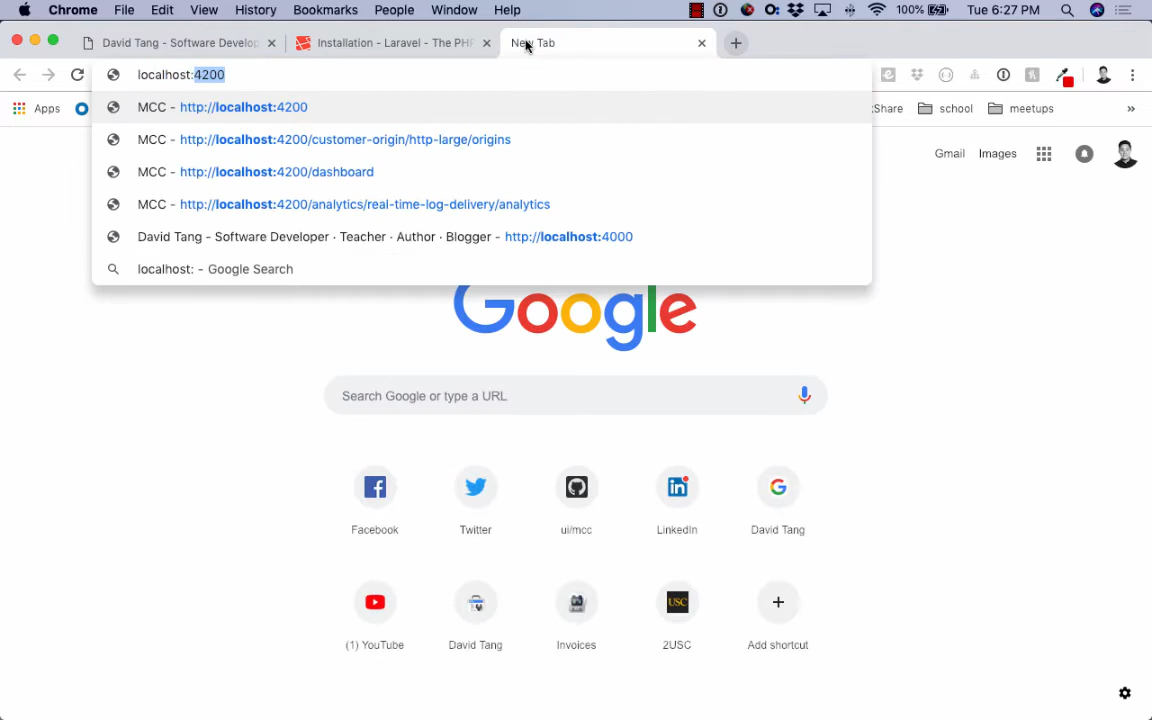 Chrome File Edit View History Bookmarks People Window Help 100% Tue 6:27 PM
David Tang - Software Develop Installation - Laravel - The PHP New Tab
localhost:4200
MCC - http://localhost:4200
MCC - http://localhost:4200/customer-origin/http-large/origins
MCC - http://localhost:4200/dashboard
MCC - http://localhost:4200/analytics/real-time-log-delivery/analytics
David Tang - Software Developer · Teacher · Author · Blogger - http://localhost:4000
localhost: - Google Search
Apps kShare school meetups »
Gmail Images
Google
Search Google or type a URL
Facebook Twitter ui/mcc LinkedIn David Tang
(1) YouTube David Tang Invoices 2USC Add shortcut